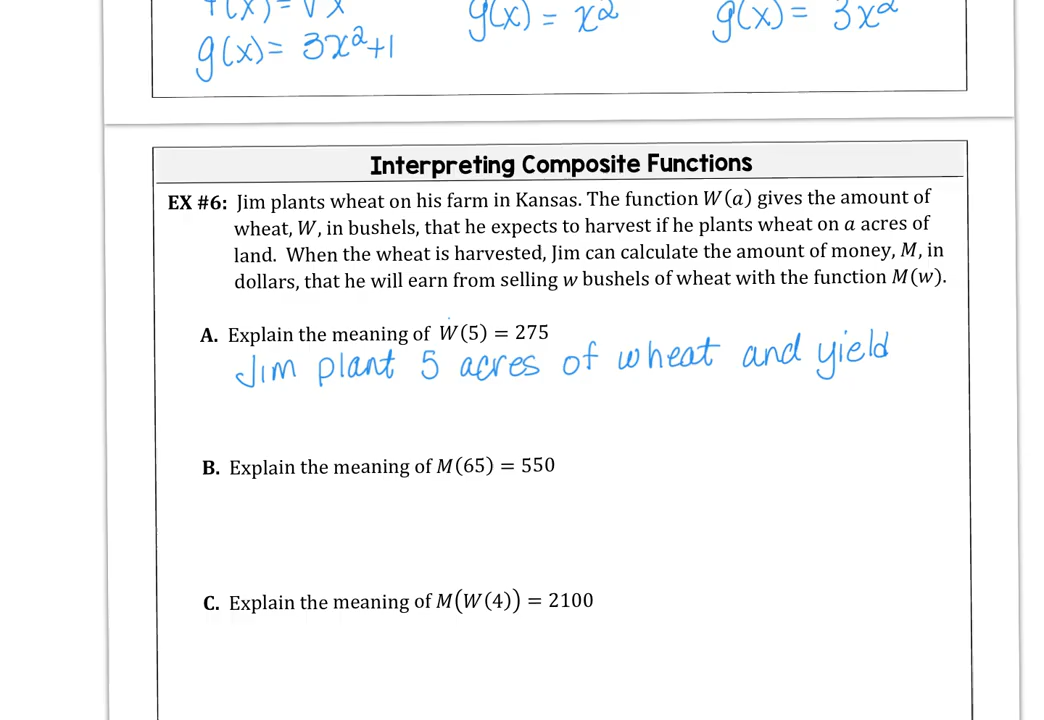 f(x) = √x
g(x) = x²
g(x) = 3x²
g(x) = 3x²+1
Interpreting Composite Functions
EX #6: Jim plants wheat on his farm in Kansas. The function W(a) gives the amount of
wheat, W, in bushels, that he expects to harvest if he plants wheat on a acres of
land. When the wheat is harvested, Jim can calculate the amount of money, M, in
dollars, that he will earn from selling w bushels of wheat with the function M(w).
A. Explain the meaning of W(5) = 275
Jim plant 5 acres of wheat and yield
B. Explain the meaning of M(65) = 550
C. Explain the meaning of M(W(4)) = 2100